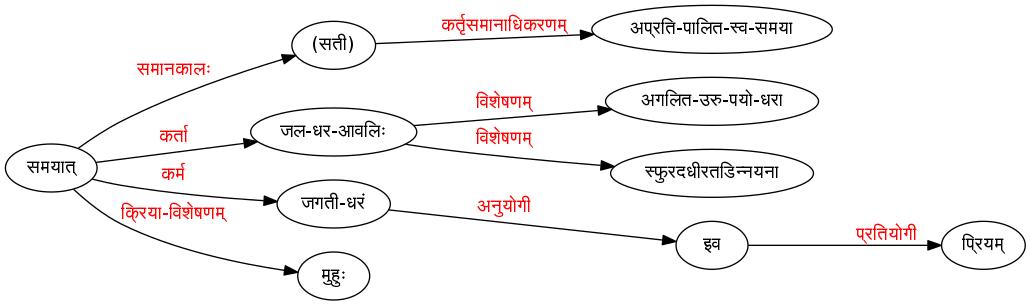 कर्तृसमानाधिकरणम्
अप्रति-पालित-स्व-समया
(सती)
समानकालः
विशेषणम्
अगलित-उरु-पयो-धरा
कर्ता
जल-धर-आवलिः
विशेषणम्
समयात्
कर्म
स्फुरदधीरतडिन्नयना
जगती-धरं
अनुयोगी
क्रिया-विशेषणम्
इव
प्रतियोगी
प्रियम्
मुहुः